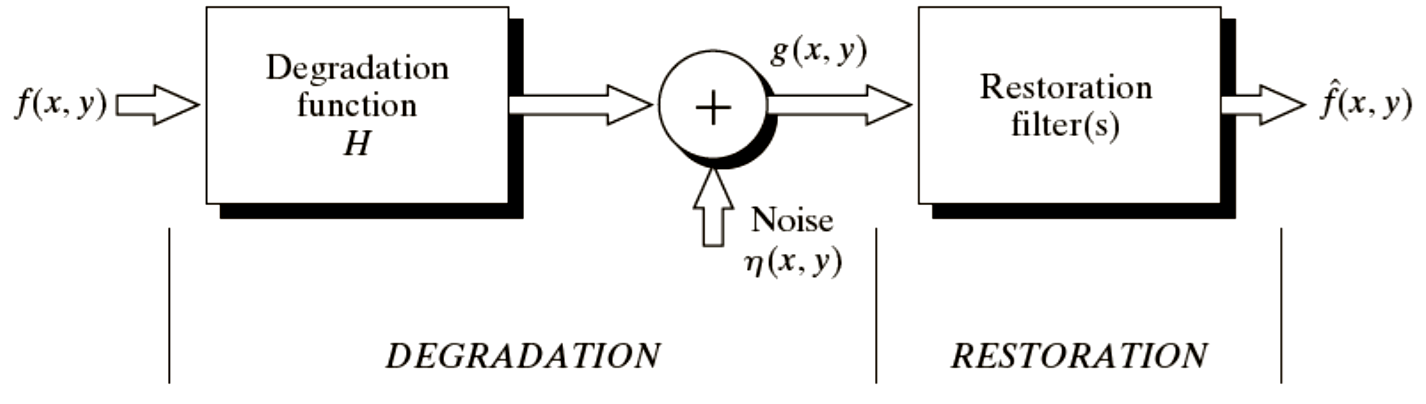 f(x, y)
Degradation
function
H
+
g(x, y)
Noise
η(x, y)
Restoration
filter(s)
f̂(x, y)
DEGRADATION
RESTORATION